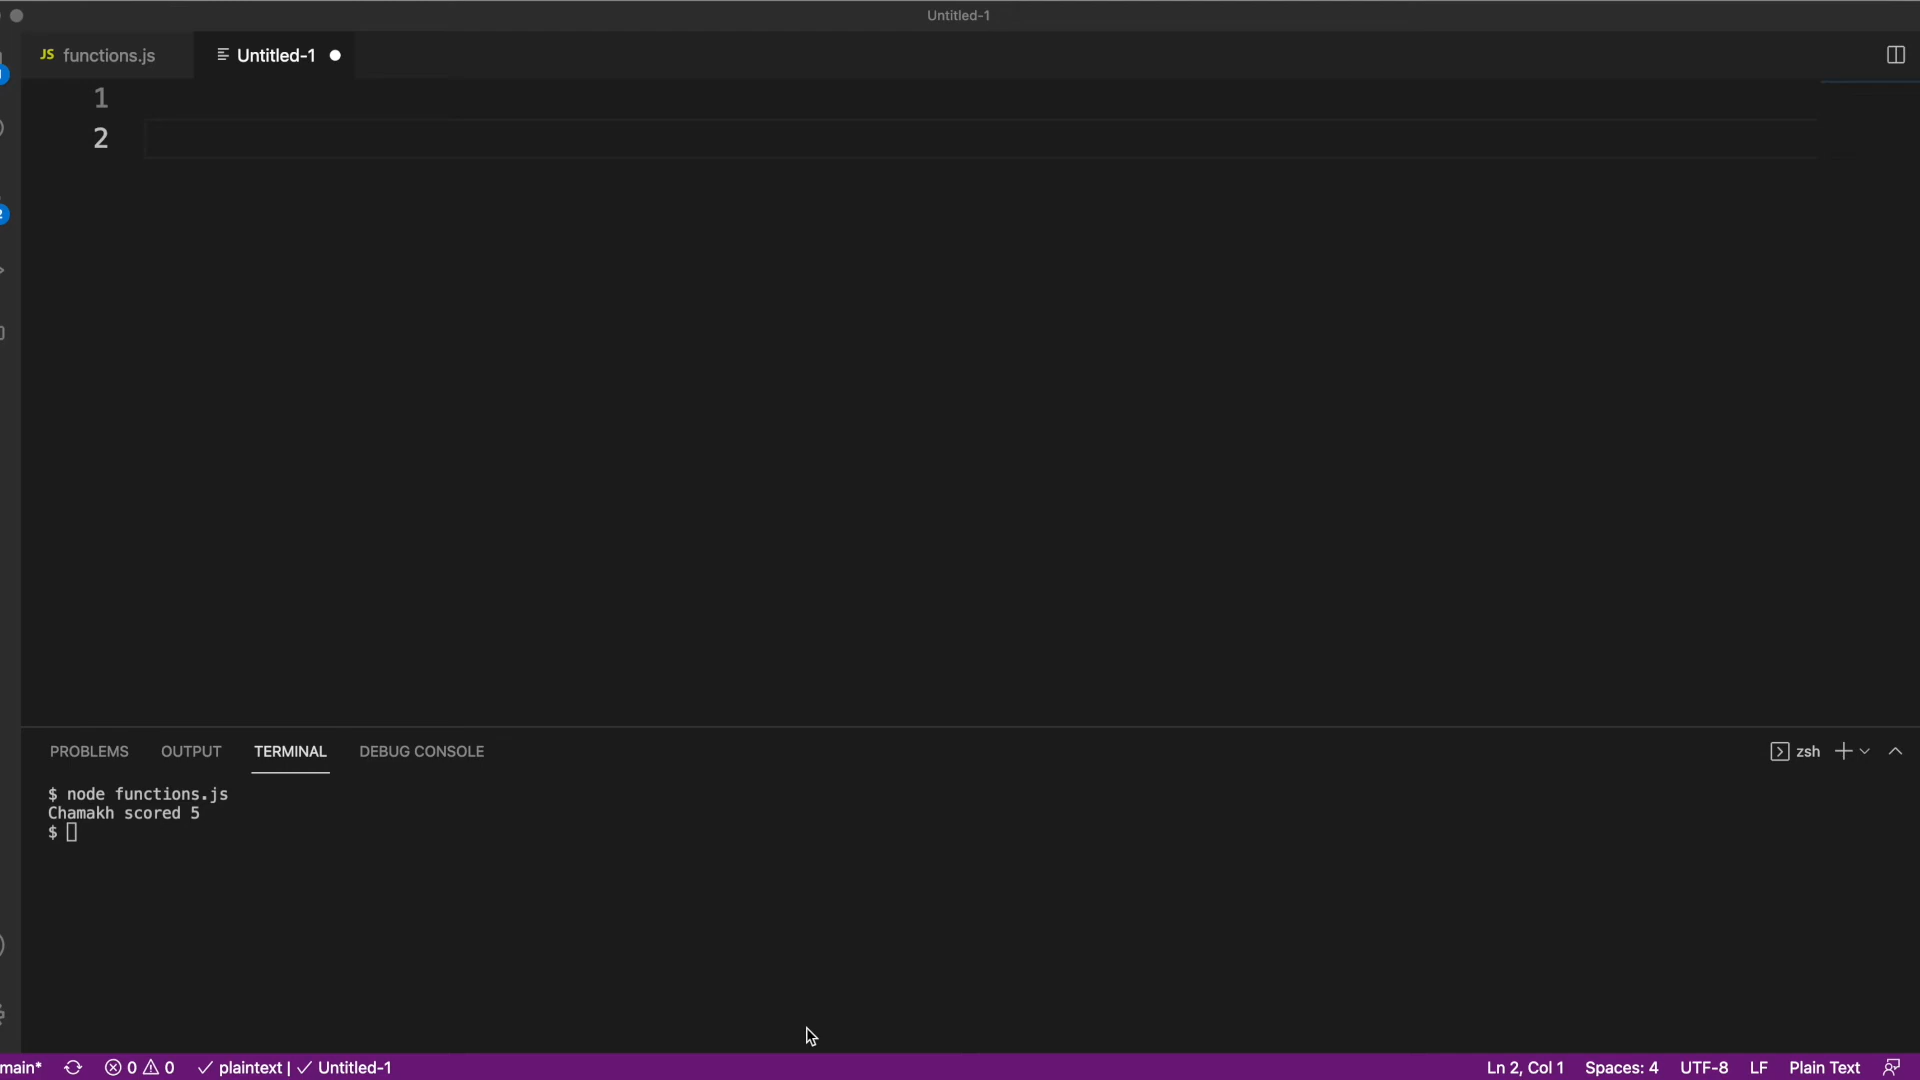 Untitled-1
JS functions.js
Untitled-1
1
2
PROBLEMS OUTPUT TERMINAL DEBUG CONSOLE
zsh
$ node functions.js
Chamakh scored 5
$
main* 0 0 plaintext | Untitled-1
Ln 2, Col 1 Spaces: 4 UTF-8 LF Plain Text